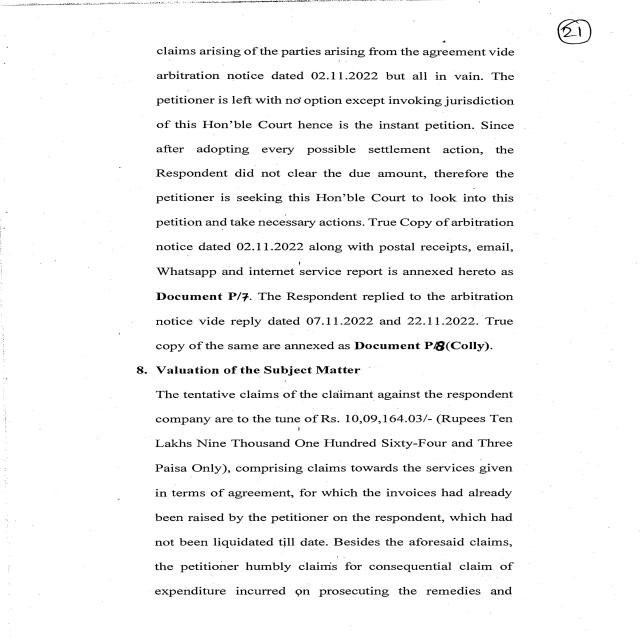 21
claims arising of the parties arising from the agreement vide
arbitration notice dated 02.11.2022 but all in vain. The
petitioner is left with no option except invoking jurisdiction
of this Hon'ble Court hence is the instant petition. Since
after adopting every possible settlement action, the
Respondent did not clear the due amount, therefore the
petitioner is seeking this Hon'ble Court to look into this
petition and take necessary actions. True Copy of arbitration
notice dated 02.11.2022 along with postal receipts, email,
Whatsapp and internet service report is annexed hereto as
Document P/7. The Respondent replied to the arbitration
notice vide reply dated 07.11.2022 and 22.11.2022. True
copy of the same are annexed as Document P/8(Colly).
8. Valuation of the Subject Matter
The tentative claims of the claimant against the respondent
company are to the tune of Rs. 10,09,164.03/- (Rupees Ten
Lakhs Nine Thousand One Hundred Sixty-Four and Three
Paisa Only), comprising claims towards the services given
in terms of agreement, for which the invoices had already
been raised by the petitioner on the respondent, which had
not been liquidated till date. Besides the aforesaid claims,
the petitioner humbly claims for consequential claim of
expenditure incurred on prosecuting the remedies and